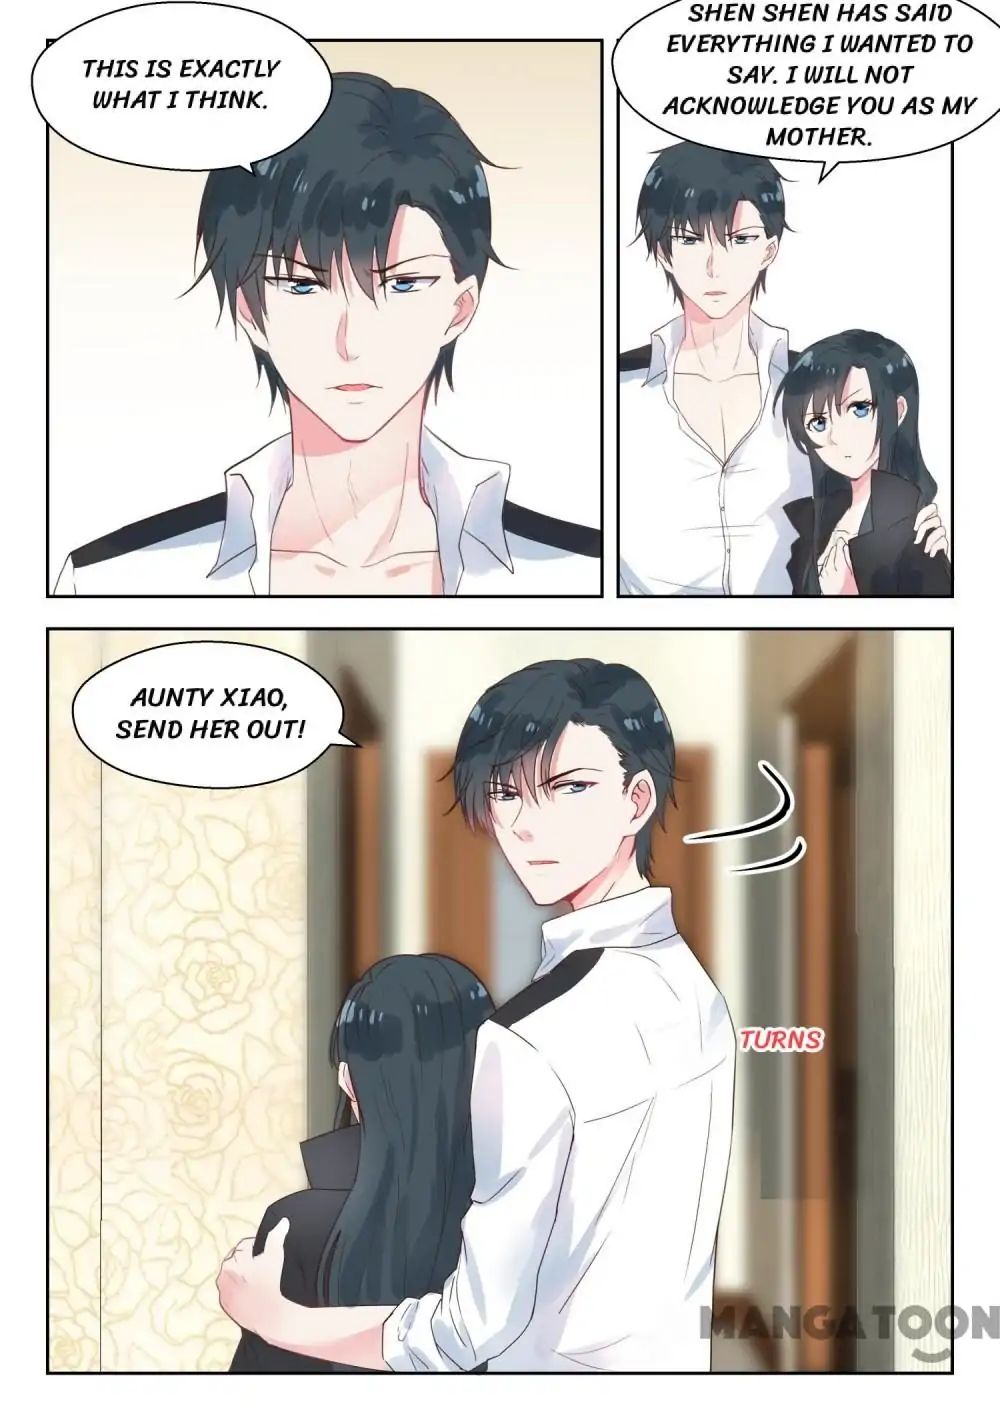 THIS IS EXACTLY
WHAT I THINK.
SHEN SHEN HAS SAID
EVERYTHING I WANTED TO
SAY. I WILL NOT
ACKNOWLEDGE YOU AS MY
MOTHER.
AUNTY XIAO,
SEND HER OUT!
TURNS
MANGATOON